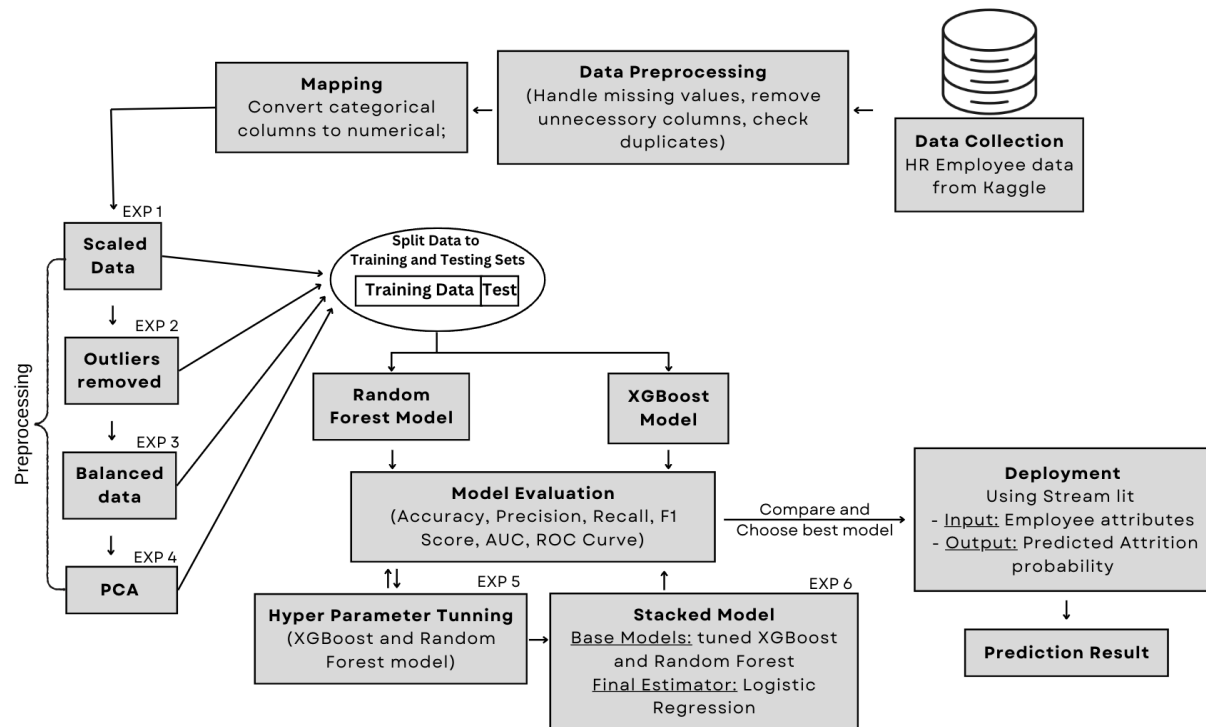 Data Collection
HR Employee data
from Kaggle
Data Preprocessing
(Handle missing values, remove
unnecessory columns, check
duplicates)
Mapping
Convert categorical
columns to numerical;
Preprocessing
EXP 1
Scaled
Data
EXP 2
Outliers
removed
EXP 3
Balanced
data
EXP 4
PCA
Split Data to
Training and Testing Sets
Training Data
Test
Random
Forest Model
XGBoost
Model
Model Evaluation
(Accuracy, Precision, Recall, F1
Score, AUC, ROC Curve)
EXP 5
Hyper Parameter Tunning
(XGBoost and Random
Forest model)
EXP 6
Stacked Model
Base Models: tuned XGBoost
and Random Forest
Final Estimator: Logistic
Regression
Compare and
Choose best model
Deployment
Using Stream lit
- Input: Employee attributes
- Output: Predicted Attrition
probability
Prediction Result